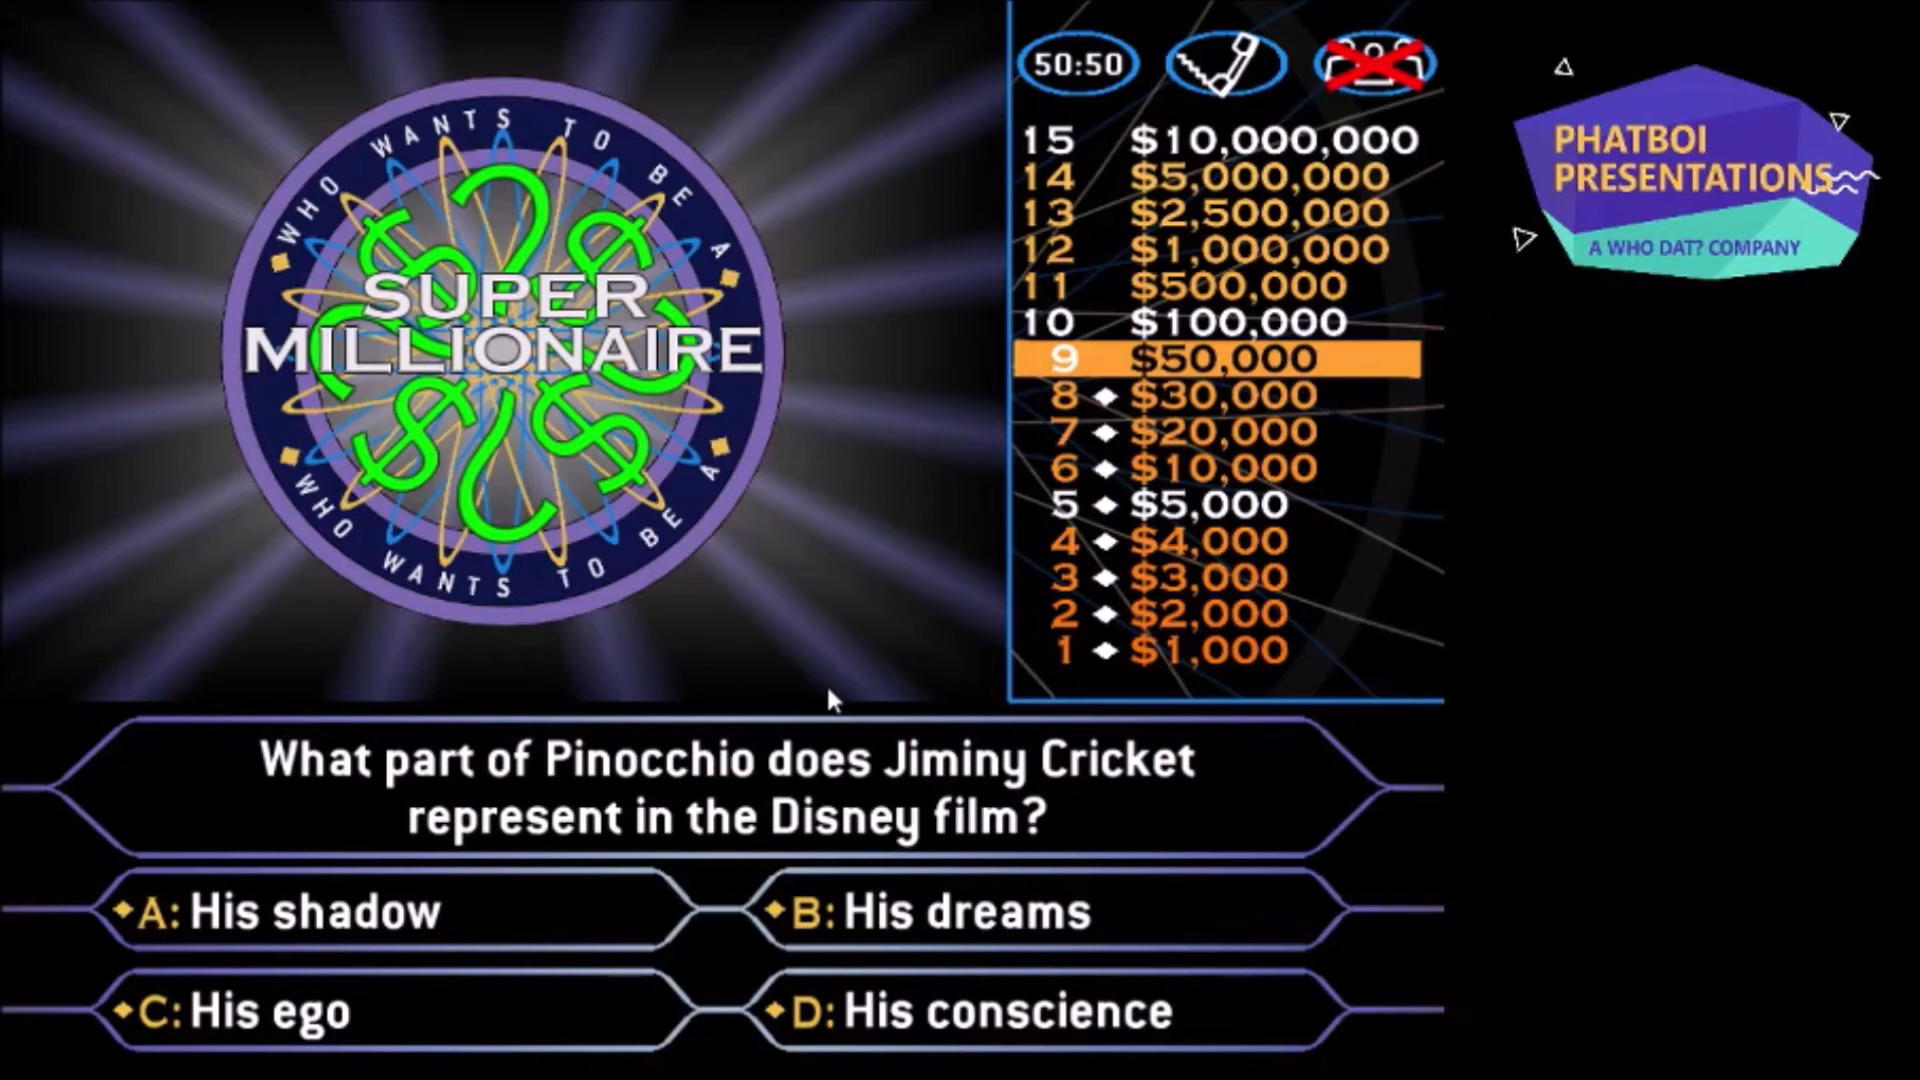 WHO WANTS TO BE A
SUPER
MILLIONAIRE
WHO WANTS TO BE A
50:50
15 $10,000,000
14 $5,000,000
13 $2,500,000
12 $1,000,000
11 $500,000
10 $100,000
9 $50,000
8 $30,000
7 $20,000
6 $10,000
5 $5,000
4 $4,000
3 $3,000
2 $2,000
1 $1,000
PHATBOI
PRESENTATIONS
A WHO DAT? COMPANY
What part of Pinocchio does Jiminy Cricket
represent in the Disney film?
A: His shadow
B: His dreams
C: His ego
D: His conscience